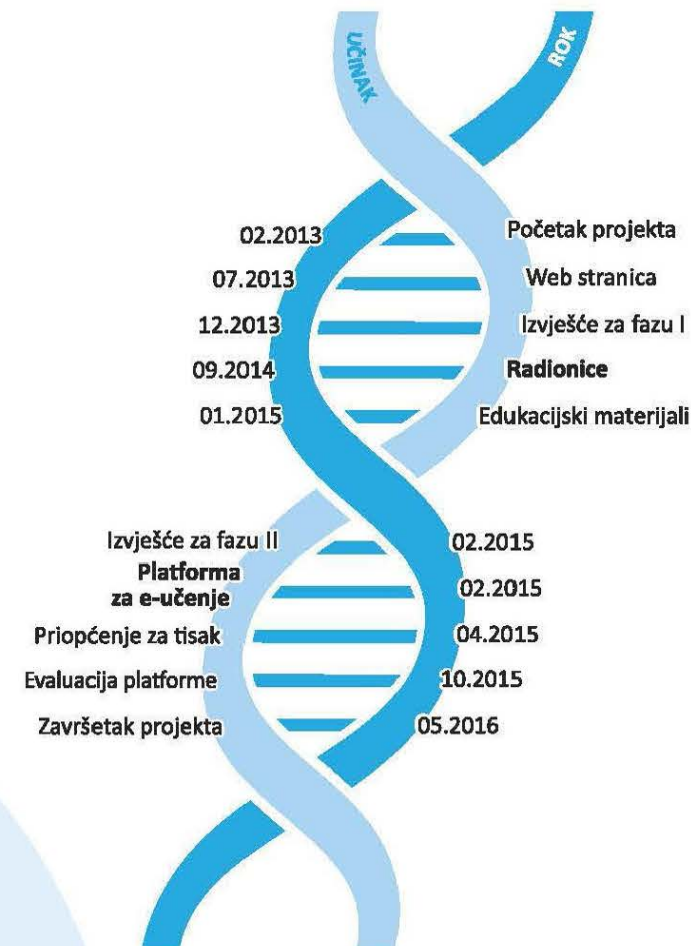 UČINAK
ROK
02.2013 Početak projekta
07.2013 Web stranica
12.2013 Izvješće za fazu I
09.2014 Radionice
01.2015 Edukacijski materijali
Izvješće za fazu II 02.2015
Platforma
za e-učenje 02.2015
Priopćenje za tisak 04.2015
Evaluacija platforme 10.2015
Završetak projekta 05.2016